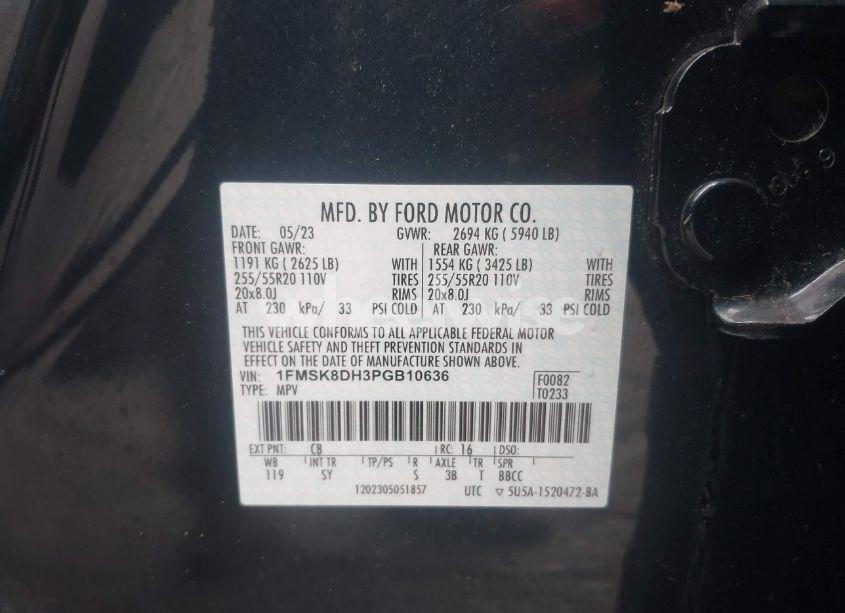 MFD. BY FORD MOTOR CO.
DATE: 05/23 GVWR: 2694 KG ( 5940 LB)
FRONT GAWR: REAR GAWR:
1191 KG ( 2625 LB) WITH 1554 KG ( 3425 LB) WITH
255/55R20 110V TIRES 255/55R20 110V TIRES
20x8.0J RIMS 20x8.0J RIMS
AT 230 kPa/ 33 PSI COLD AT 230 kPa/ 33 PSI COLD
THIS VEHICLE CONFORMS TO ALL APPLICABLE FEDERAL MOTOR
VEHICLE SAFETY AND THEFT PREVENTION STANDARDS IN
EFFECT ON THE DATE OF MANUFACTURE SHOWN ABOVE.
VIN: 1FMSK8DH3PGB10636 F0082
TYPE: MPV T0233
EXT PNT: C8 RC: 16 DSO:
WB INT TR TP/PS R AXLE TR SPR
119 SY S 3B T BBCC
1202305051857 UTC ▽ 5U5A-1520472-BA